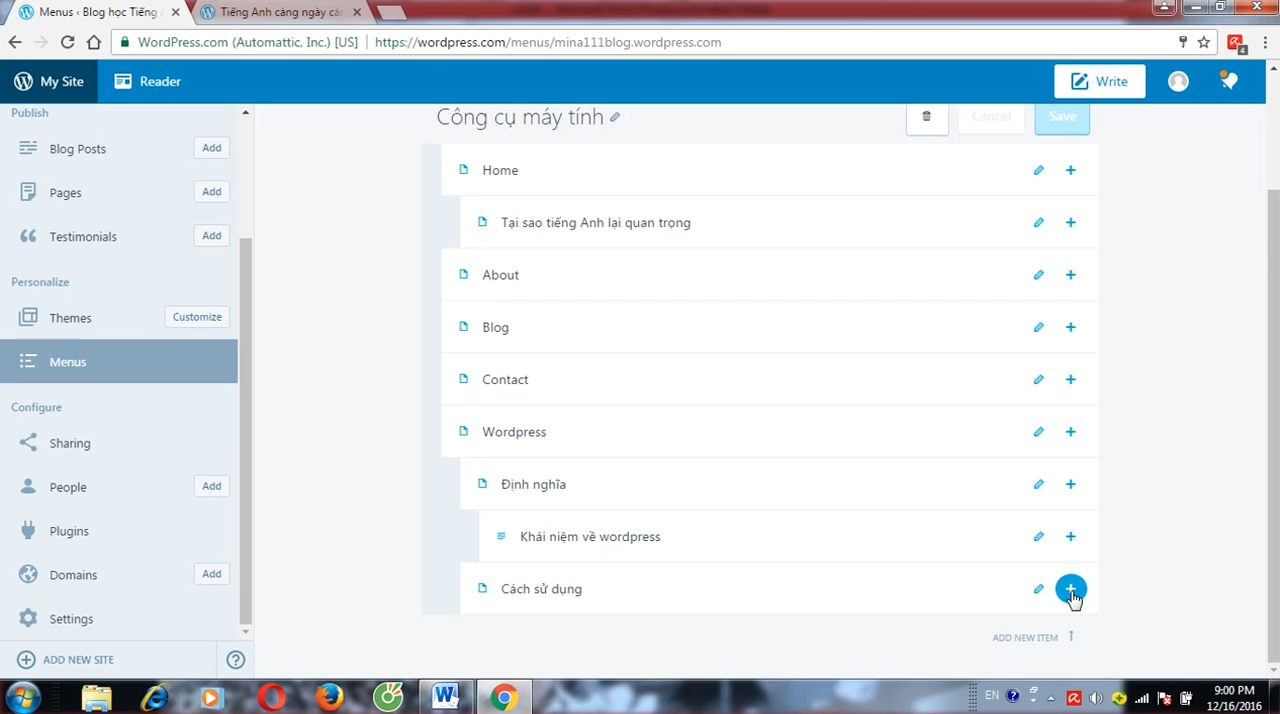 Menus ‹ Blog học Tiếng
Tiếng Anh càng ngày cà
WordPress.com (Automattic, Inc.) [US]
https://wordpress.com/menus/mina111blog.wordpress.com
4
My Site
Reader
Write
Publish
Blog Posts
Add
Pages
Add
Testimonials
Add
Personalize
Themes
Customize
Menus
Configure
Sharing
People
Add
Plugins
Domains
Add
Settings
ADD NEW SITE
Công cụ máy tính
Cancel
Save
Home
Tại sao tiếng Anh lại quan trọng
About
Blog
Contact
Wordpress
Định nghĩa
Khái niệm về wordpress
Cách sử dụng
ADD NEW ITEM
EN
9:00 PM
12/16/2016